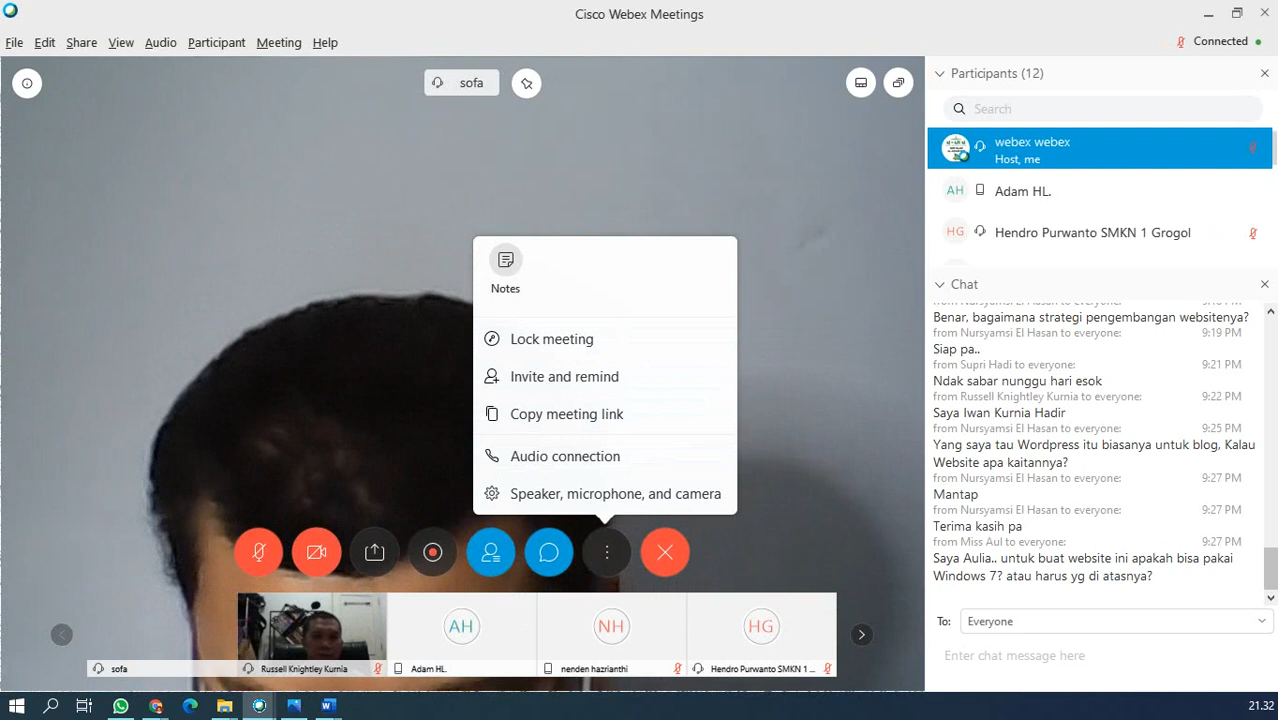 Cisco Webex Meetings
File Edit Share View Audio Participant Meeting Help
Connected
sofa
Participants (12)
Search
webex webex
Host, me
AH Adam HL.
HG Hendro Purwanto SMKN 1 Grogol
Notes
Lock meeting
Invite and remind
Copy meeting link
Audio connection
Speaker, microphone, and camera
Chat
from Nursyamsi El Hasan to everyone:
Benar, bagaimana strategi pengembangan websitenya?
from Nursyamsi El Hasan to everyone: 9:19 PM
Siap pa..
from Supri Hadi to everyone: 9:21 PM
Ndak sabar nunggu hari esok
from Russell Knightley Kurnia to everyone: 9:22 PM
Saya Iwan Kurnia Hadir
from Nursyamsi El Hasan to everyone: 9:25 PM
Yang saya tau Wordpress itu biasanya untuk blog, Kalau
Website apa kaitannya?
from Nursyamsi El Hasan to everyone: 9:27 PM
Mantap
from Nursyamsi El Hasan to everyone: 9:27 PM
Terima kasih pa
from Miss Aul to everyone: 9:27 PM
Saya Aulia.. untuk buat website ini apakah bisa pakai
Windows 7? atau harus yg di atasnya?
To: Everyone
Enter chat message here
AH NH HG
sofa Russell Knightley Kurnia Adam HL. nenden hazrianthi Hendro Purwanto SMKN 1 ...
21.32